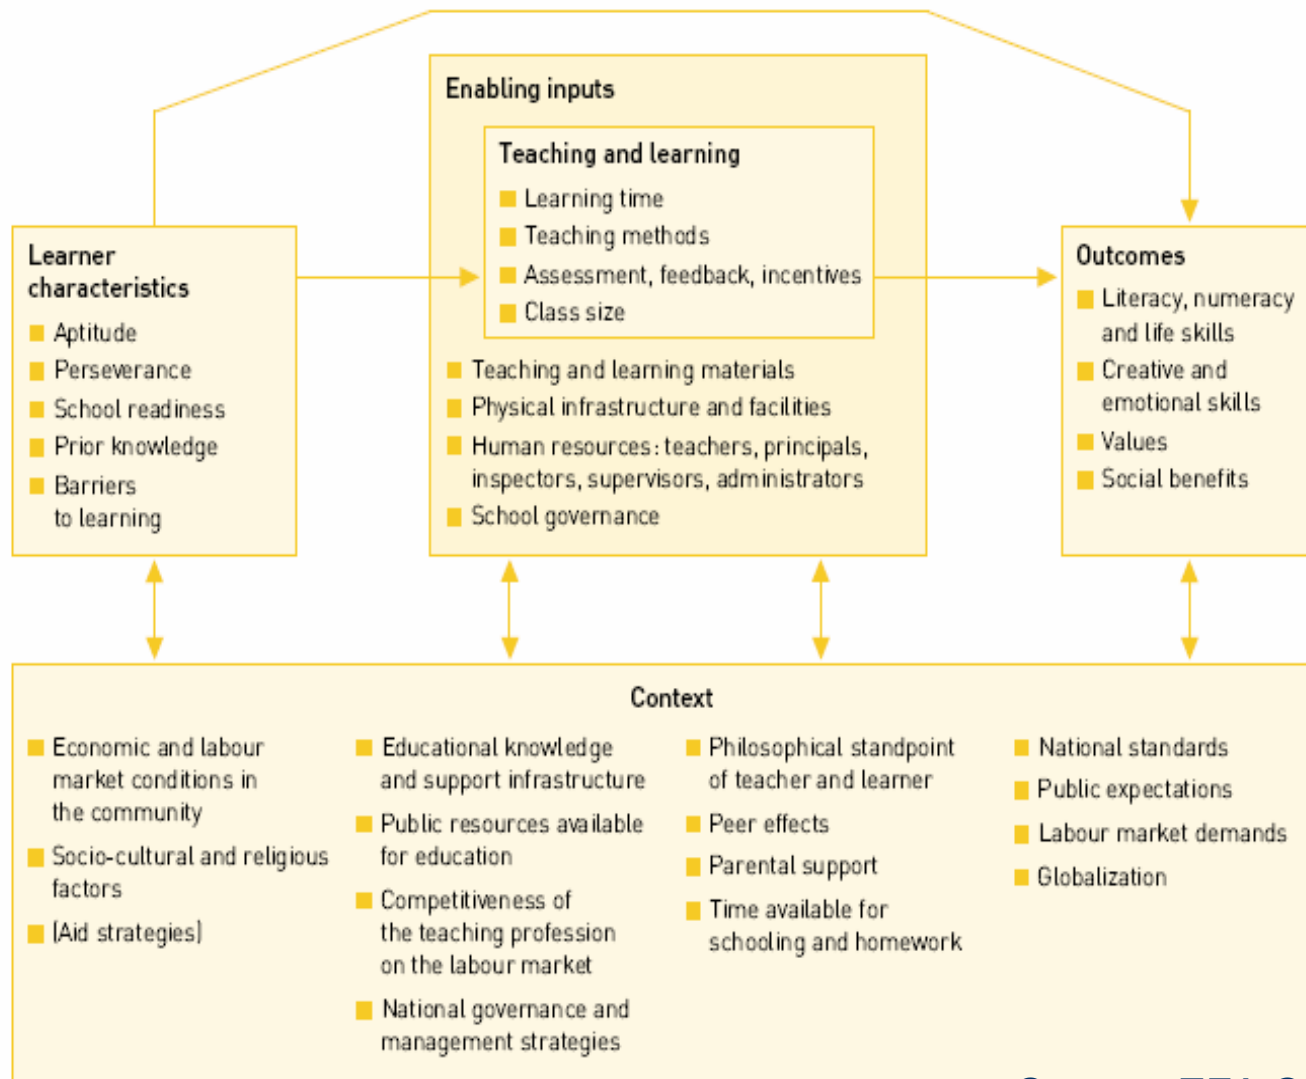 Enabling inputs
Teaching and learning
Learning time
Teaching methods
Assessment, feedback, incentives
Class size
Teaching and learning materials
Physical infrastructure and facilities
Human resources: teachers, principals,
inspectors, supervisors, administrators
School governance
Learner
characteristics
Aptitude
Perseverance
School readiness
Prior knowledge
Barriers
to learning
Outcomes
Literacy, numeracy
and life skills
Creative and
emotional skills
Values
Social benefits
Context
Economic and labour
market conditions in
the community
Socio-cultural and religious
factors
(Aid strategies)
Educational knowledge
and support infrastructure
Public resources available
for education
Competitiveness of
the teaching profession
on the labour market
National governance and
management strategies
Philosophical standpoint
of teacher and learner
Peer effects
Parental support
Time available for
schooling and homework
National standards
Public expectations
Labour market demands
Globalization